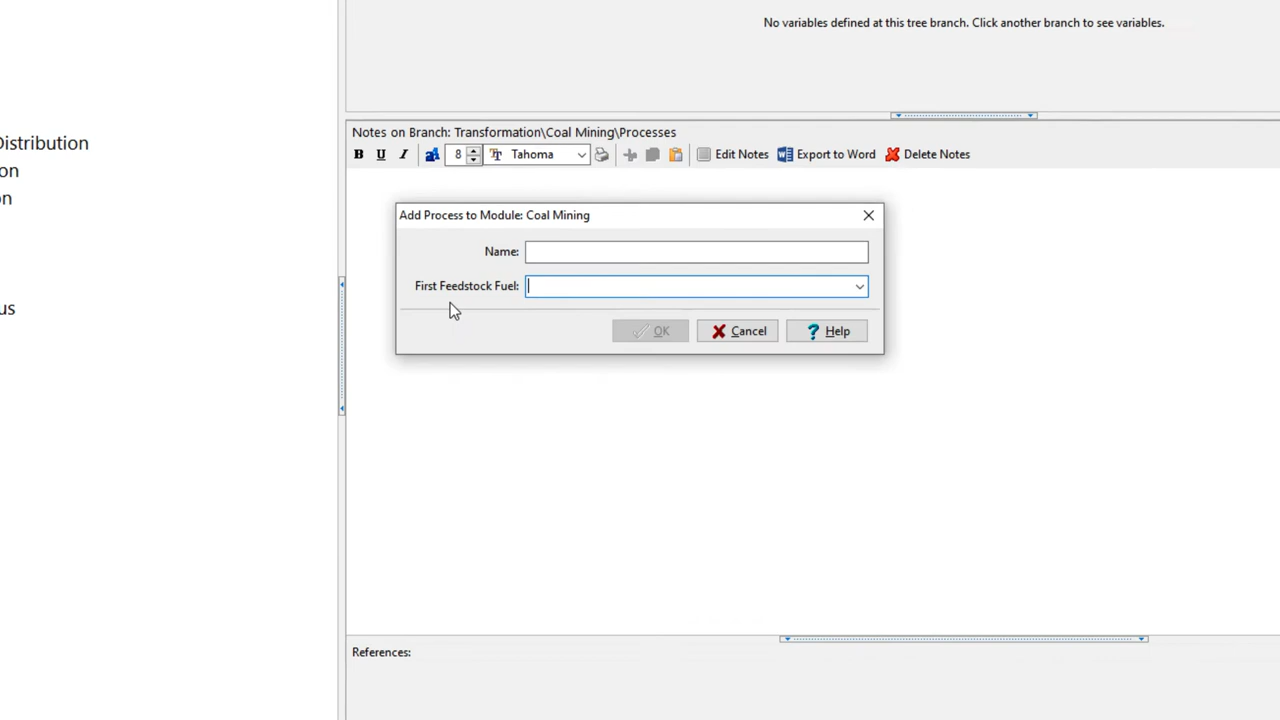 No variables defined at this tree branch. Click another branch to see variables.
Distribution
on
n
us
Notes on Branch: Transformation\Coal Mining\Processes
B U I 8 Tahoma Edit Notes Export to Word Delete Notes
Add Process to Module: Coal Mining
Name:
First Feedstock Fuel:
OK Cancel ? Help
References: